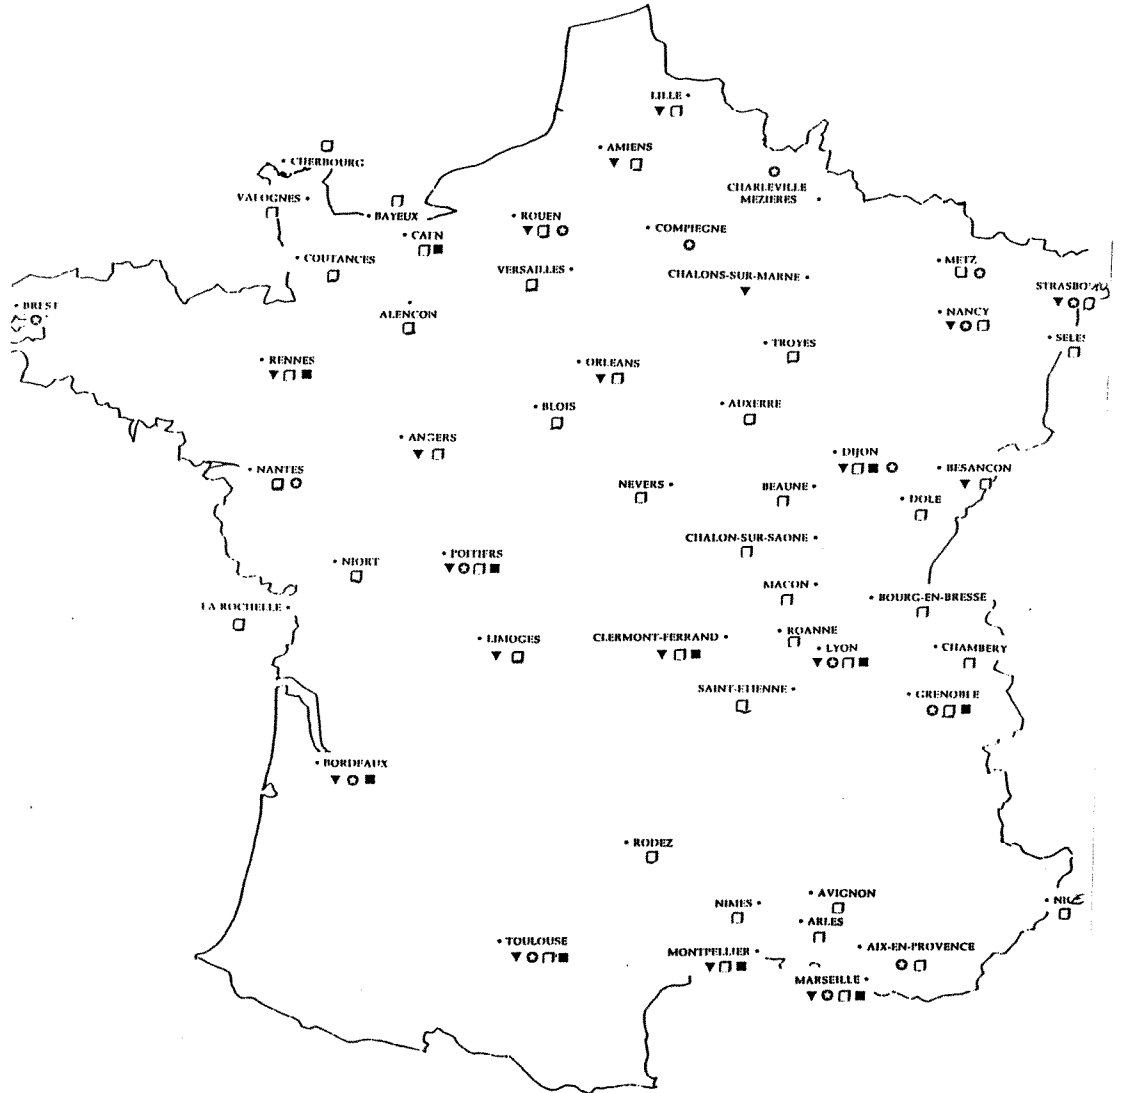 LILLE
AMIENS
CHERBOURG
CHARLEVILLE
MEZIERES
VALOGNES
BAYEUX
ROUEN
COMPIEGNE
CAEN
COUTANCES
VERSAILLES
CHALONS-SUR-MARNE
METZ
STRASBO
BREST
ALENCON
NANCY
TROYES
SELES
RENNES
ORLEANS
BLOIS
AUXERRE
ANGERS
DIJON
NANTES
BESANCON
NEVERS
BEAUNE
DOLE
CHALON-SUR-SAONE
NIORT
POITIERS
MACON
BOURG-EN-BRESSE
LA ROCHELLE
LIMOGES
CLERMONT-FERRAND
ROANNE
LYON
CHAMBERY
SAINT-ETIENNE
GRENOBLE
BORDEAUX
RODEZ
AVIGNON
NIMES
NICE
ARLES
TOULOUSE
MONTPELLIER
AIX-EN-PROVENCE
MARSEILLE